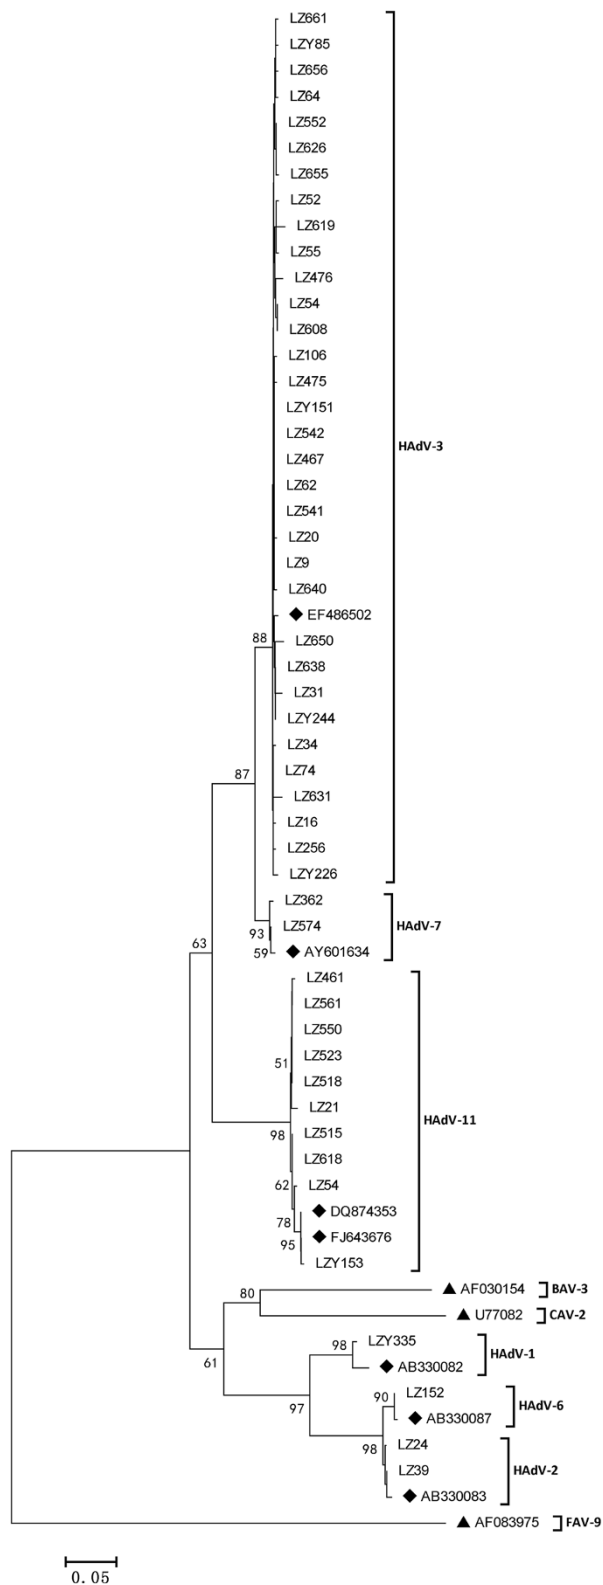 LZ661
LZY85
LZ656
LZ64
LZ552
LZ626
LZ655
LZ52
LZ619
LZ55
LZ476
LZ54
LZ608
LZ106
LZ475
LZY151
LZ542
HAdV-3
LZ467
LZ62
LZ541
LZ20
LZ9
LZ640
EF486502
88
LZ650
LZ638
LZ31
LZY244
LZ34
LZ74
87
LZ631
LZ16
LZ256
LZY226
LZ362
LZ574
HAdV-7
93
59
AY601634
63
LZ461
LZ561
LZ550
LZ523
51
LZ518
LZ21
HAdV-11
98
LZ515
LZ618
62
LZ54
DQ874353
78
FJ643676
95
LZY153
80
AF030154
BAV-3
U77082
CAV-2
98
LZY335
HAdV-1
61
AB330082
90
LZ152
HAdV-6
97
AB330087
98
LZ24
LZ39
HAdV-2
AB330083
AF083975
FAV-9
0.05